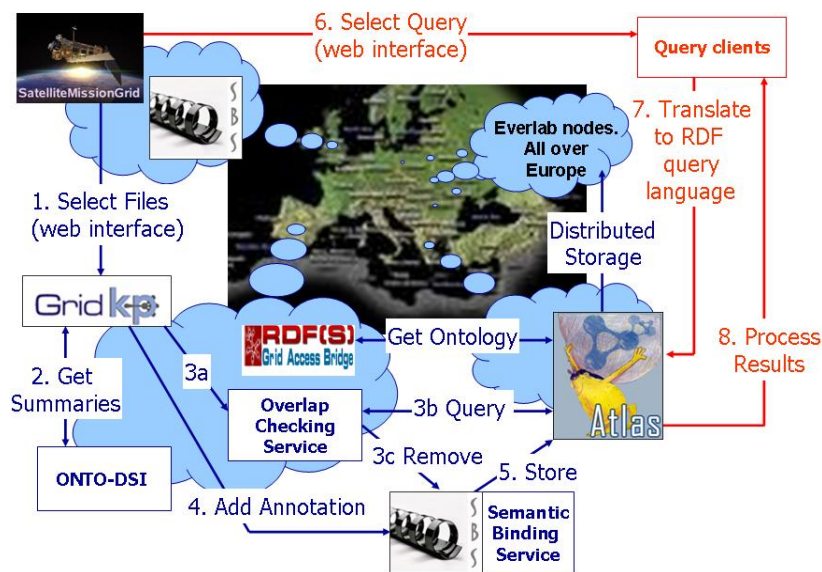 6. Select Query
(web interface)
Query clients
SatelliteMissionGrid
S
B
S
Everlab nodes.
All over
Europe
7. Translate
to RDF
query
language
1. Select Files
(web interface)
Distributed
Storage
Grid kp
RDF(S)
Grid Access Bridge
Get Ontology
8. Process
Results
2. Get
Summaries
3a
Overlap
Checking
Service
3b Query
Atlas
3c Remove
ONTO-DSI
5. Store
4. Add Annotation
S
B
S
Semantic
Binding
Service